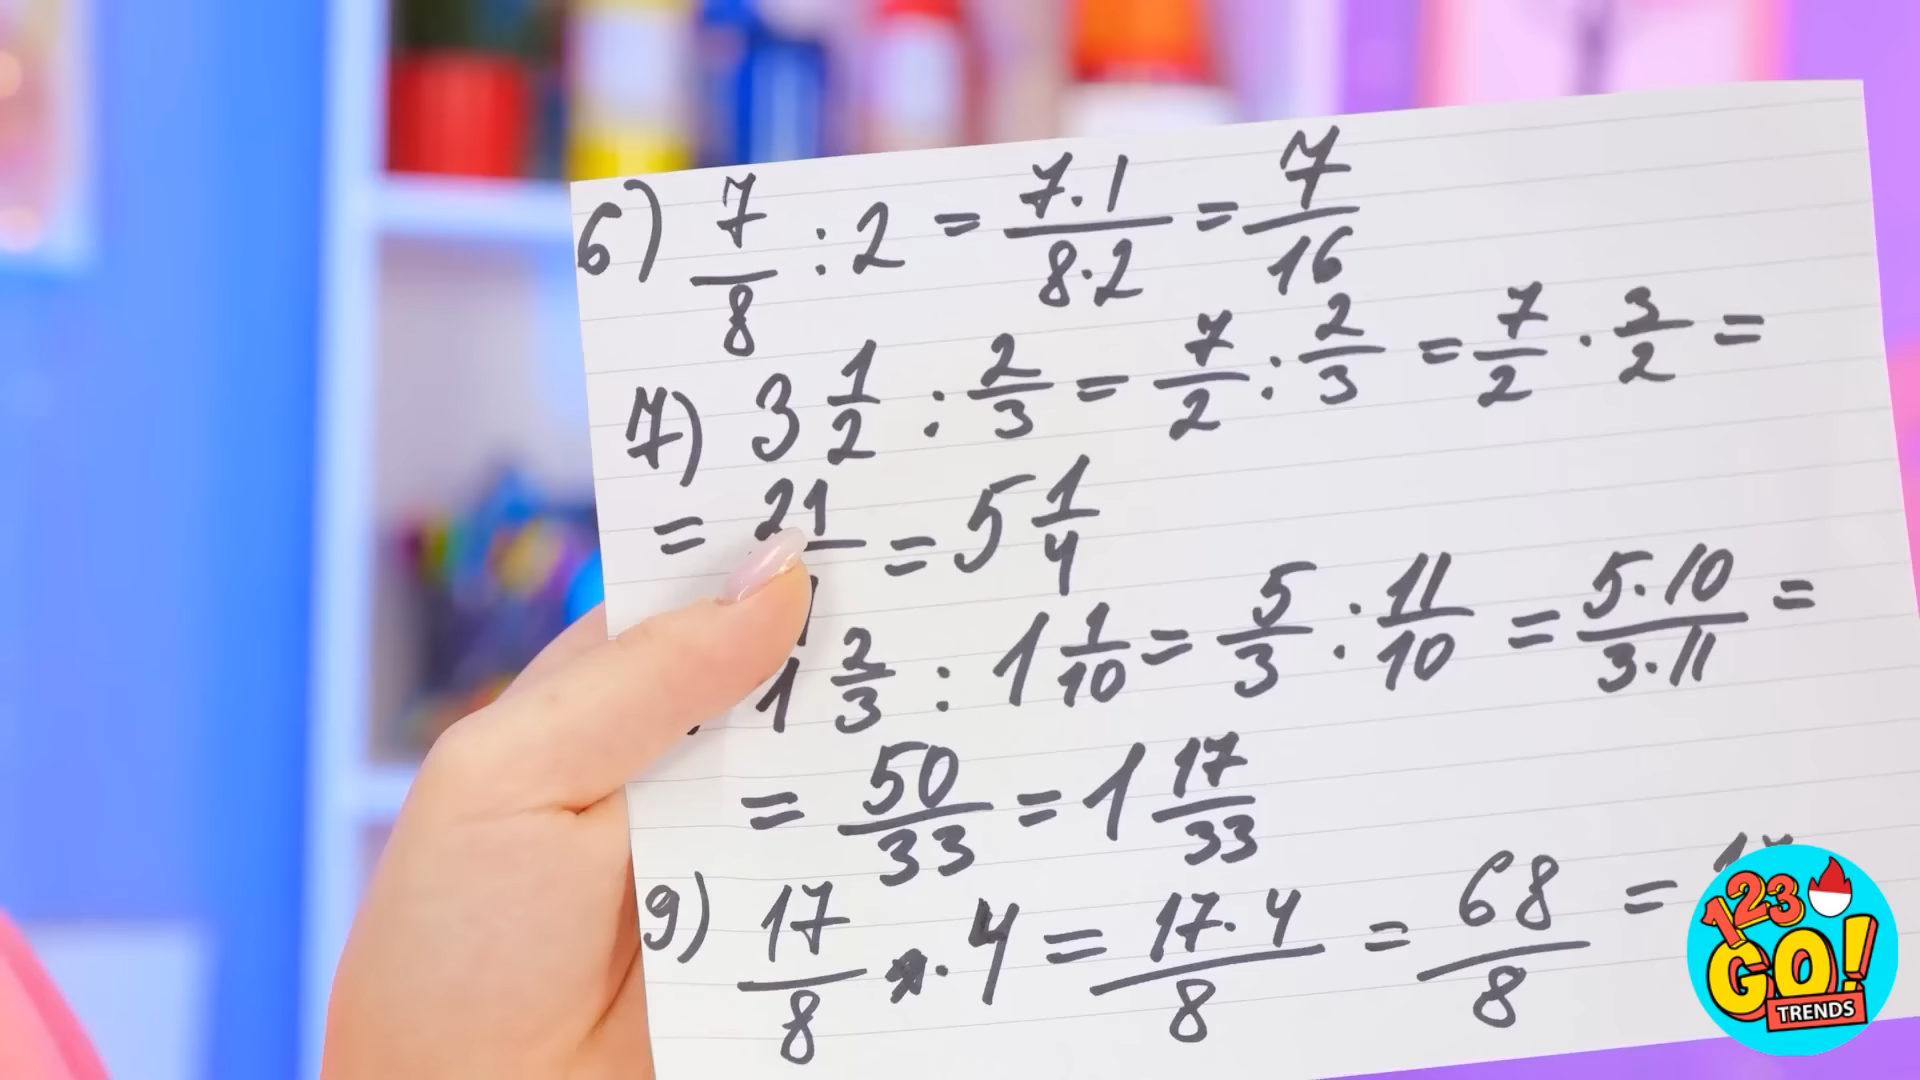 6) 7/8 : 2 = 7·1/8·2 = 7/16
7) 3 1/2 : 2/3 = 7/2 : 2/3 = 7/2 · 3/2 =
= 21/ = 5 1/4
1 2/3 : 1 1/10 = 5/3 : 11/10 = 5·10/3·11 =
= 50/33 = 1 17/33
9) 17/8 · 4 = 17·4/8 = 68/8 =
123
GO!
TRENDS